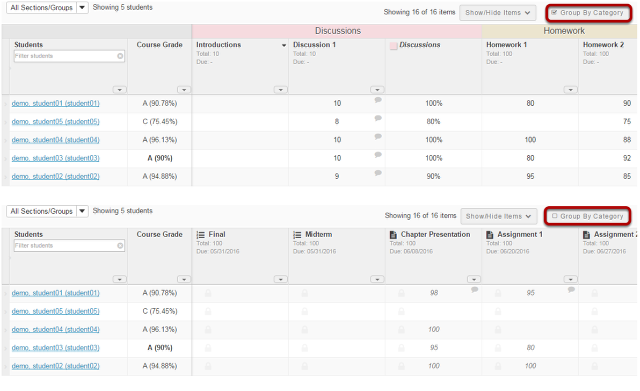 All Sections/Groups Showing 5 students Showing 16 of 16 items Show/Hide Items Group By Category
Discussions Homework
Students Course Grade Introductions Discussion 1 Discussions Homework 1 Homework 2
Filter students Total: 10 Total: 10 Total: 100 Total: 100
Due: - Due: - Due: - Due: -
demo, student01 (student01) A (90.78%) 10 100% 80 90
demo, student05 (student05) C (75.45%) 8 80% 75
demo, student04 (student04) A (96.13%) 10 100% 100 88
demo, student03 (student03) A (90%) 10 100% 80 92
demo, student02 (student02) A (94.88%) 9 90% 95 85
All Sections/Groups Showing 5 students Showing 16 of 16 items Show/Hide Items Group By Category
Students Course Grade Final Midterm Chapter Presentation Assignment 1 Assignment 2
Filter students Total: 100 Total: 100 Total: 100 Total: 100 Total: 100
Due: 05/31/2016 Due: 05/31/2016 Due: 06/08/2016 Due: 06/20/2016 Due: 06/27/2016
demo, student01 (student01) A (90.78%) 98 95
demo, student05 (student05) C (75.45%)
demo, student04 (student04) A (96.13%) 100
demo, student03 (student03) A (90%) 95 80
demo, student02 (student02) A (94.88%) 100 100